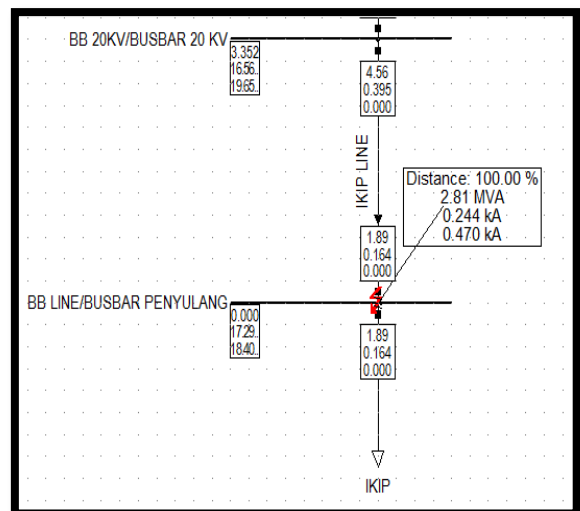 BB 20KV/BUSBAR 20 KV
3.352
16.56..
19.65..
4.56
0.395
0.000
IKIP LINE
Distance: 100.00 %
2.81 MVA
0.244 kA
0.470 kA
1.89
0.164
0.000
BB LINE/BUSBAR PENYULANG
0.000
17.29..
18.40..
1.89
0.164
0.000
IKIP